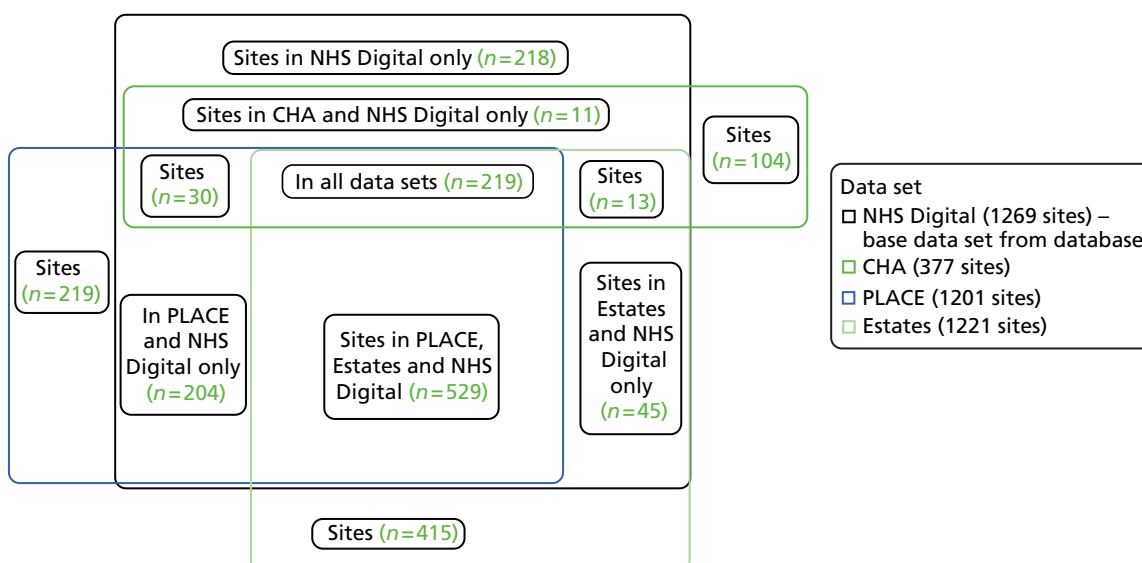 Sites in NHS Digital only (n=218)
Sites in CHA and NHS Digital only (n=11)
Sites
(n=104)
Sites
(n=30)
In all data sets (n=219)
Sites
(n=13)
Sites
(n=219)
In PLACE
and NHS
Digital only
(n=204)
Sites in PLACE,
Estates and NHS
Digital (n=529)
Sites in
Estates
and NHS
Digital
only
(n=45)
Sites (n=415)
Data set
NHS Digital (1269 sites) –
base data set from database
CHA (377 sites)
PLACE (1201 sites)
Estates (1221 sites)